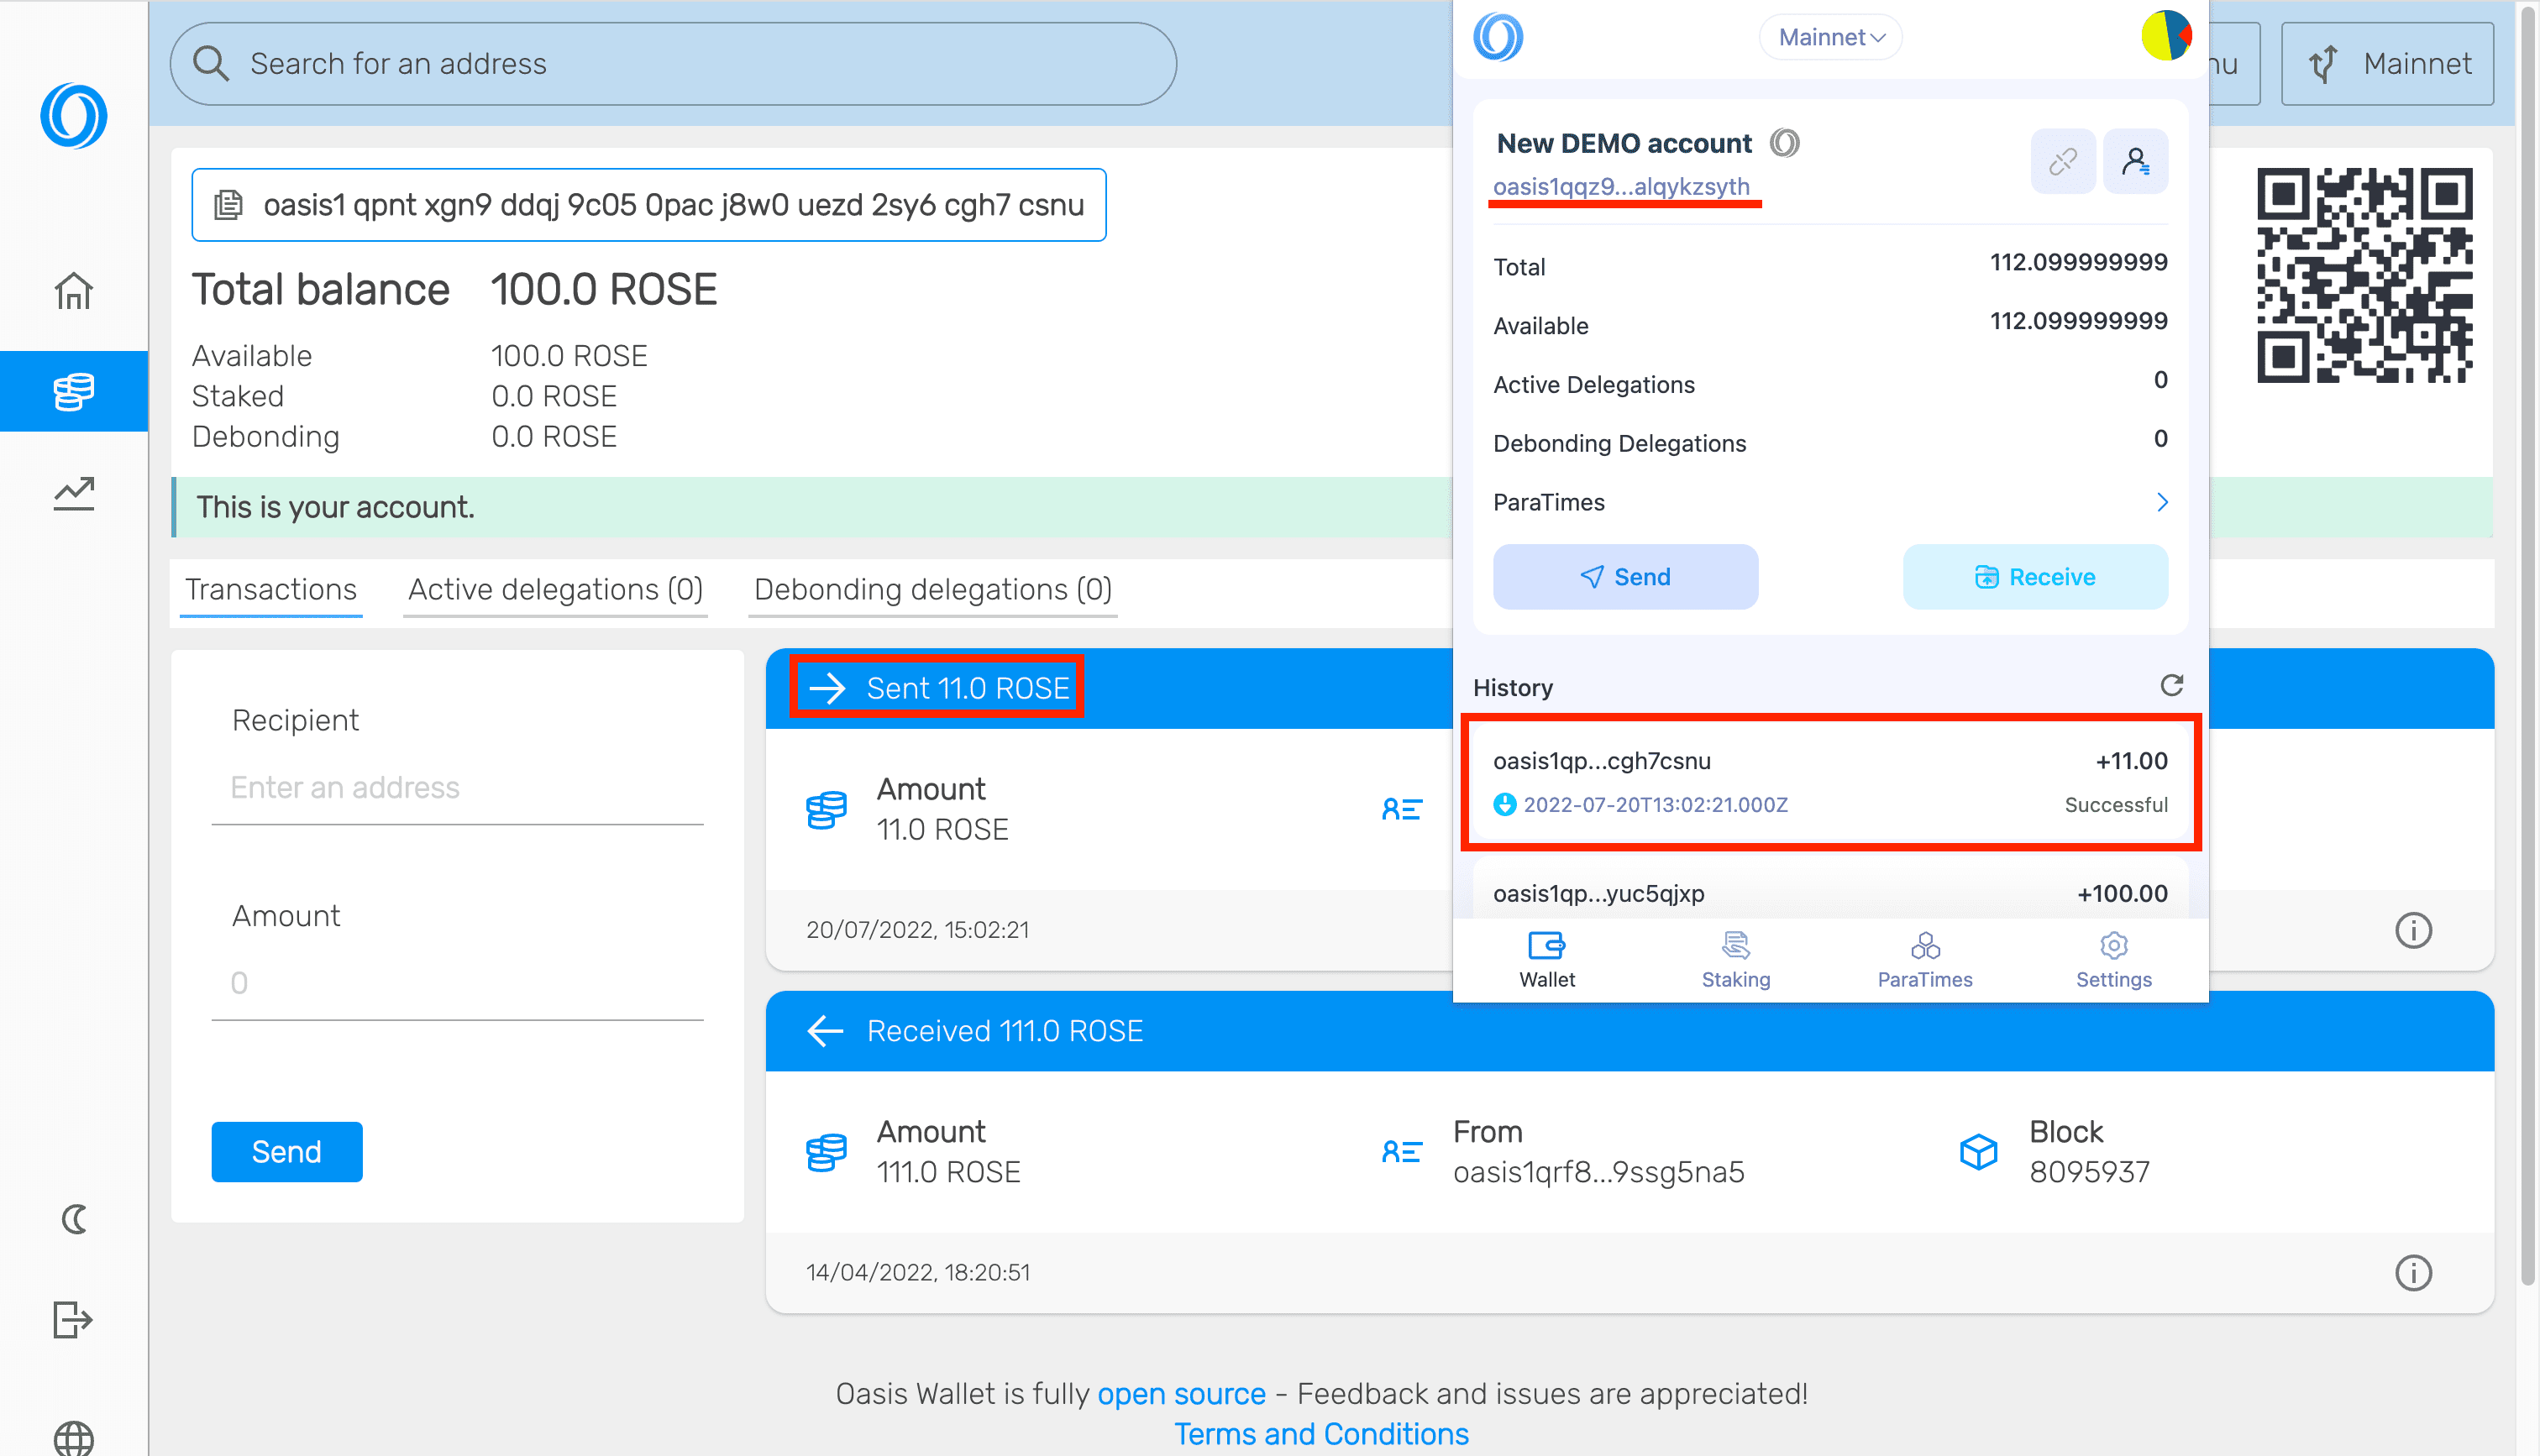 Search for an address
nu
Mainnet
oasis1 qpnt xgn9 ddqj 9c05 0pac j8w0 uezd 2sy6 cgh7 csnu
Total balance 100.0 ROSE
Available 100.0 ROSE
Staked 0.0 ROSE
Debonding 0.0 ROSE
This is your account.
Transactions Active delegations (0) Debonding delegations (0)
Recipient
Enter an address
Amount
0
Send
Sent 11.0 ROSE
Amount
11.0 ROSE
20/07/2022, 15:02:21
Received 111.0 ROSE
Amount
111.0 ROSE
From
oasis1qrf8...9ssg5na5
Block
8095937
14/04/2022, 18:20:51
Oasis Wallet is fully open source - Feedback and issues are appreciated!
Terms and Conditions
Mainnet
New DEMO account
oasis1qqz9...alqykzsyth
Total 112.099999999
Available 112.099999999
Active Delegations 0
Debonding Delegations 0
ParaTimes
Send Receive
History
oasis1qp...cgh7csnu +11.00
2022-07-20T13:02:21.000Z Successful
oasis1qp...yuc5qjxp +100.00
Wallet Staking ParaTimes Settings